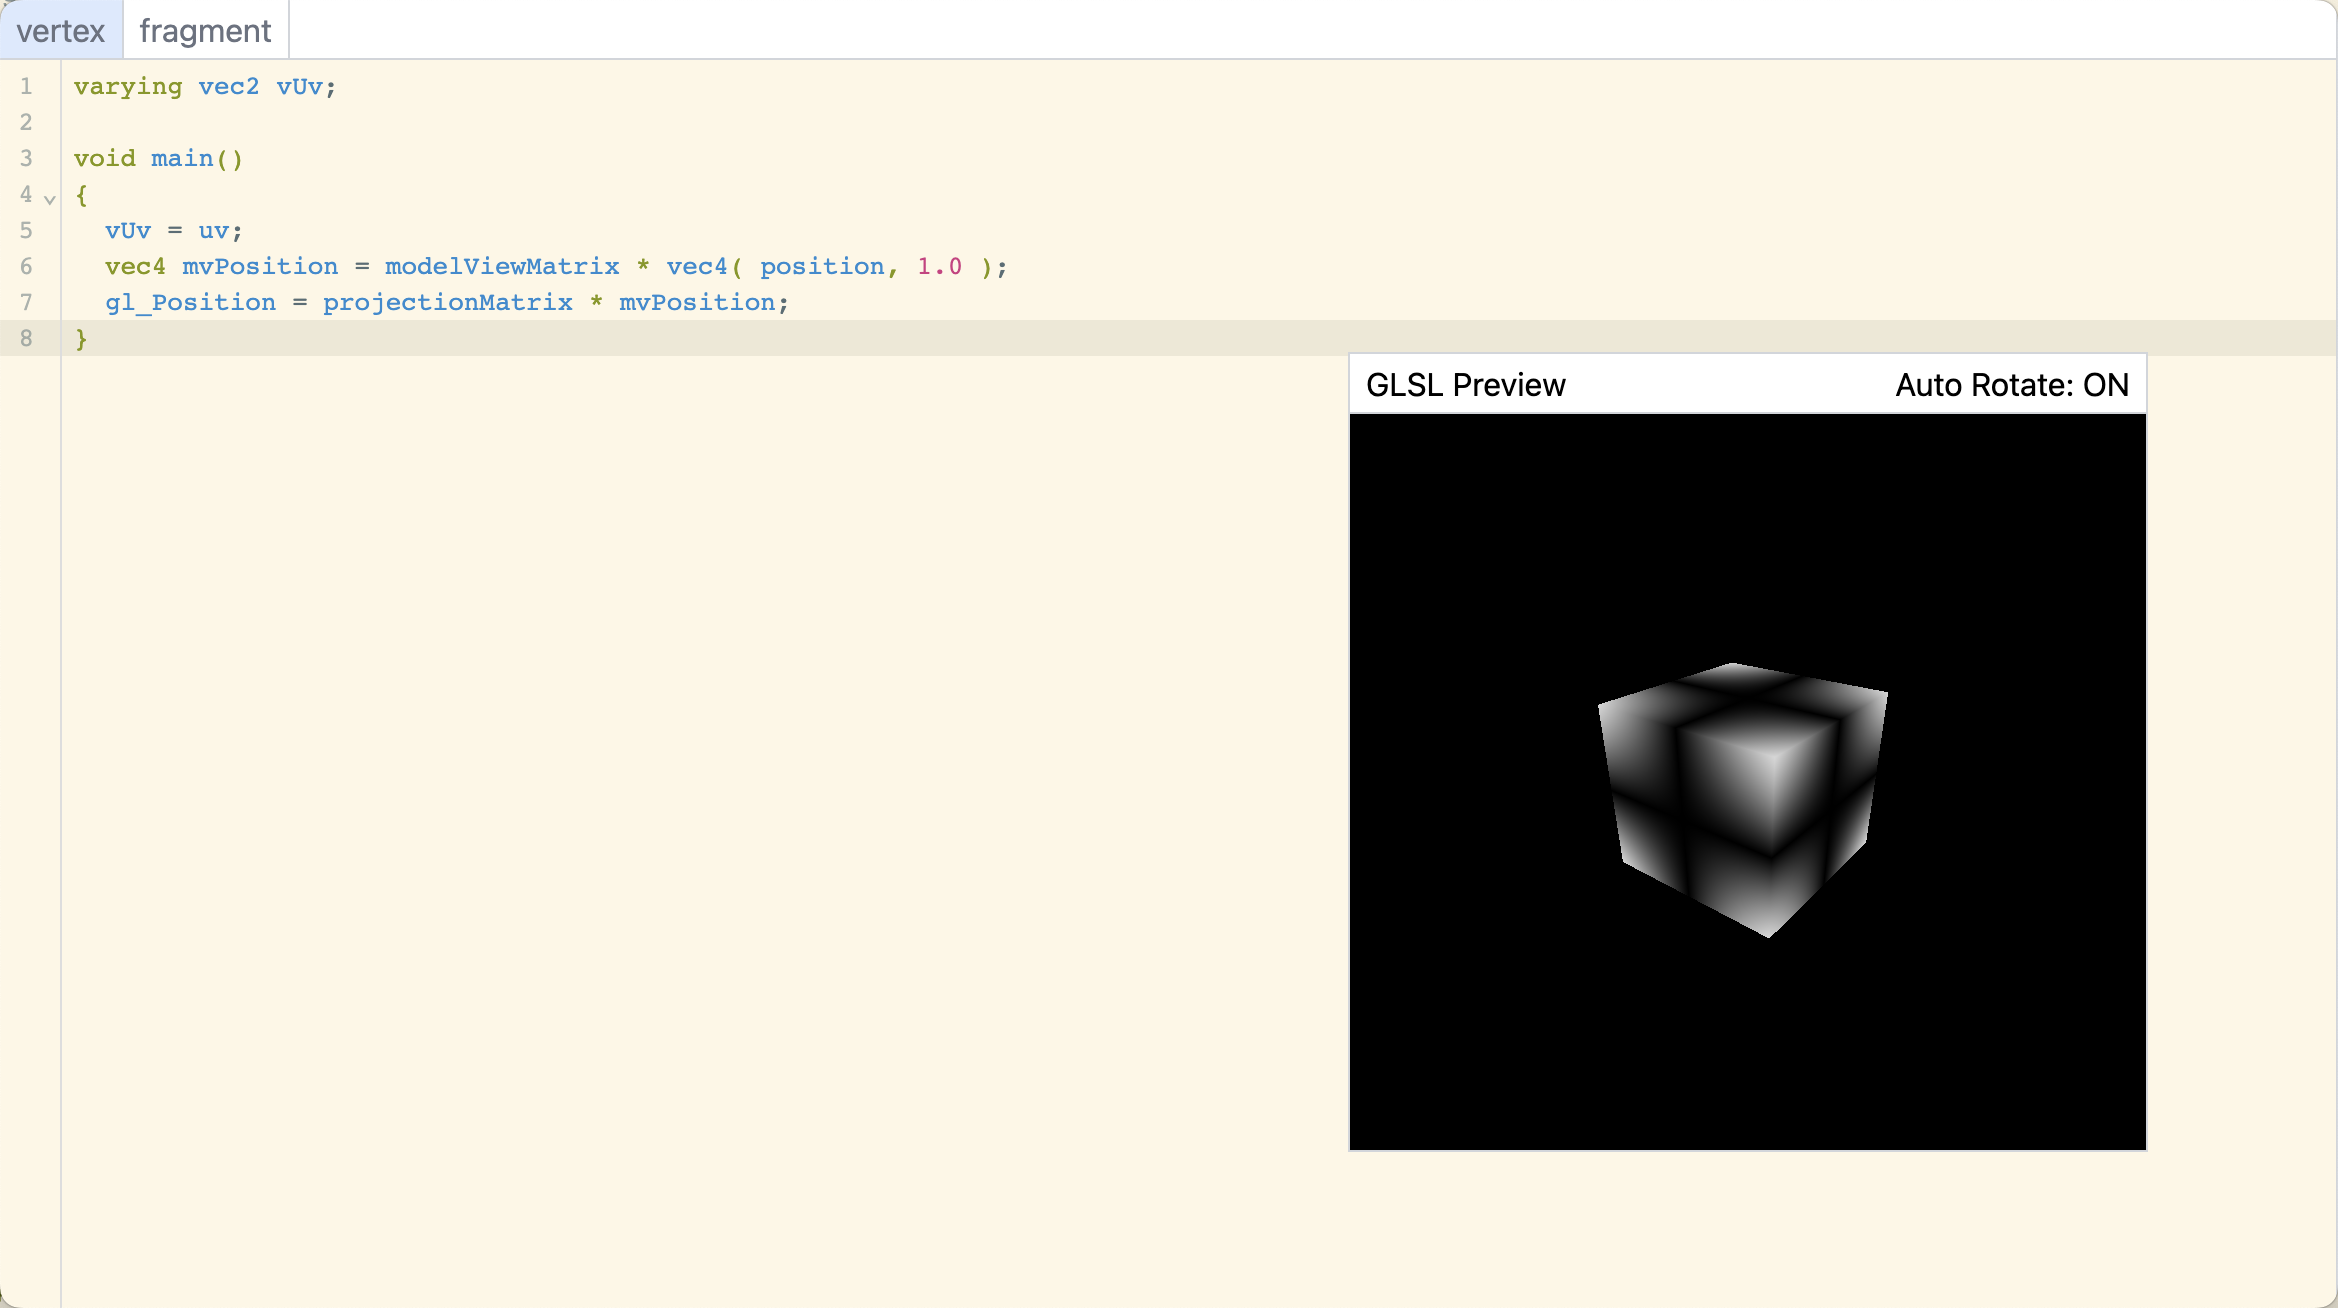 vertex fragment
1 varying vec2 vUv;
2
3 void main()
4 {
5   vUv = uv;
6   vec4 mvPosition = modelViewMatrix * vec4( position, 1.0 );
7   gl_Position = projectionMatrix * mvPosition;
8 }
GLSL Preview Auto Rotate: ON